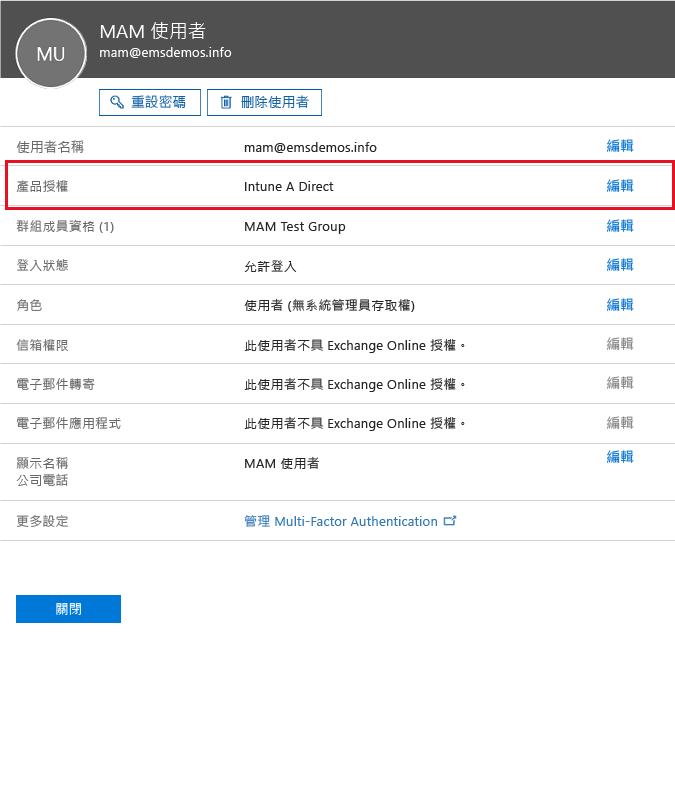 MU
MAM 使用者
mam@emsdemos.info
重設密碼 刪除使用者
使用者名稱 mam@emsdemos.info 編輯
產品授權 Intune A Direct 編輯
群組成員資格 (1) MAM Test Group 編輯
登入狀態 允許登入 編輯
角色 使用者 (無系統管理員存取權) 編輯
信箱權限 此使用者不具 Exchange Online 授權。 編輯
電子郵件轉寄 此使用者不具 Exchange Online 授權。 編輯
電子郵件應用程式 此使用者不具 Exchange Online 授權。 編輯
顯示名稱 MAM 使用者 編輯
公司電話
更多設定 管理 Multi-Factor Authentication
關閉